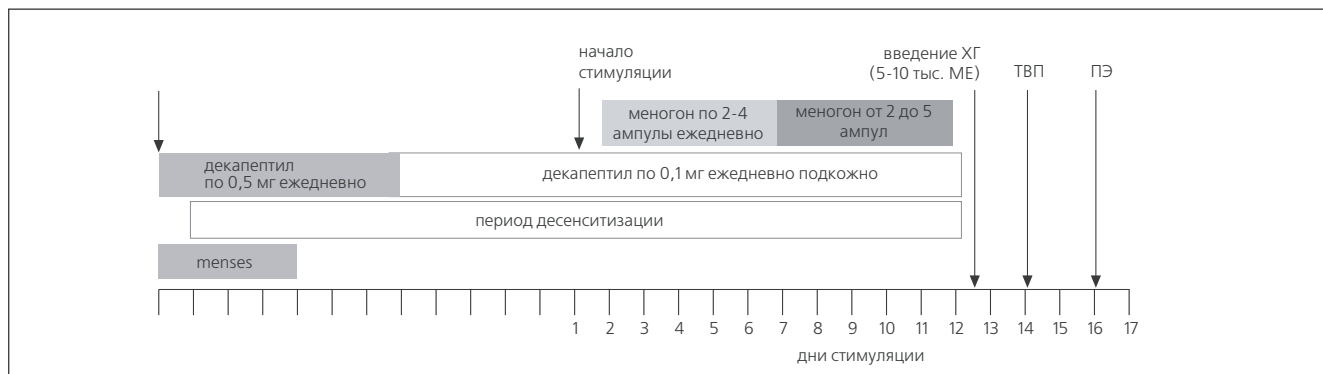 начало
стимуляции
введение ХГ
(5-10 тыс. МЕ)
ТВП
ПЭ
меногон по 2-4
ампулы ежедневно
меногон от 2 до 5
ампул
декапептил
по 0,5 мг ежедневно
декапептил по 0,1 мг ежедневно подкожно
период десенситизации
menses
1 2 3 4 5 6 7 8 9 10 11 12 13 14 15 16 17
дни стимуляции